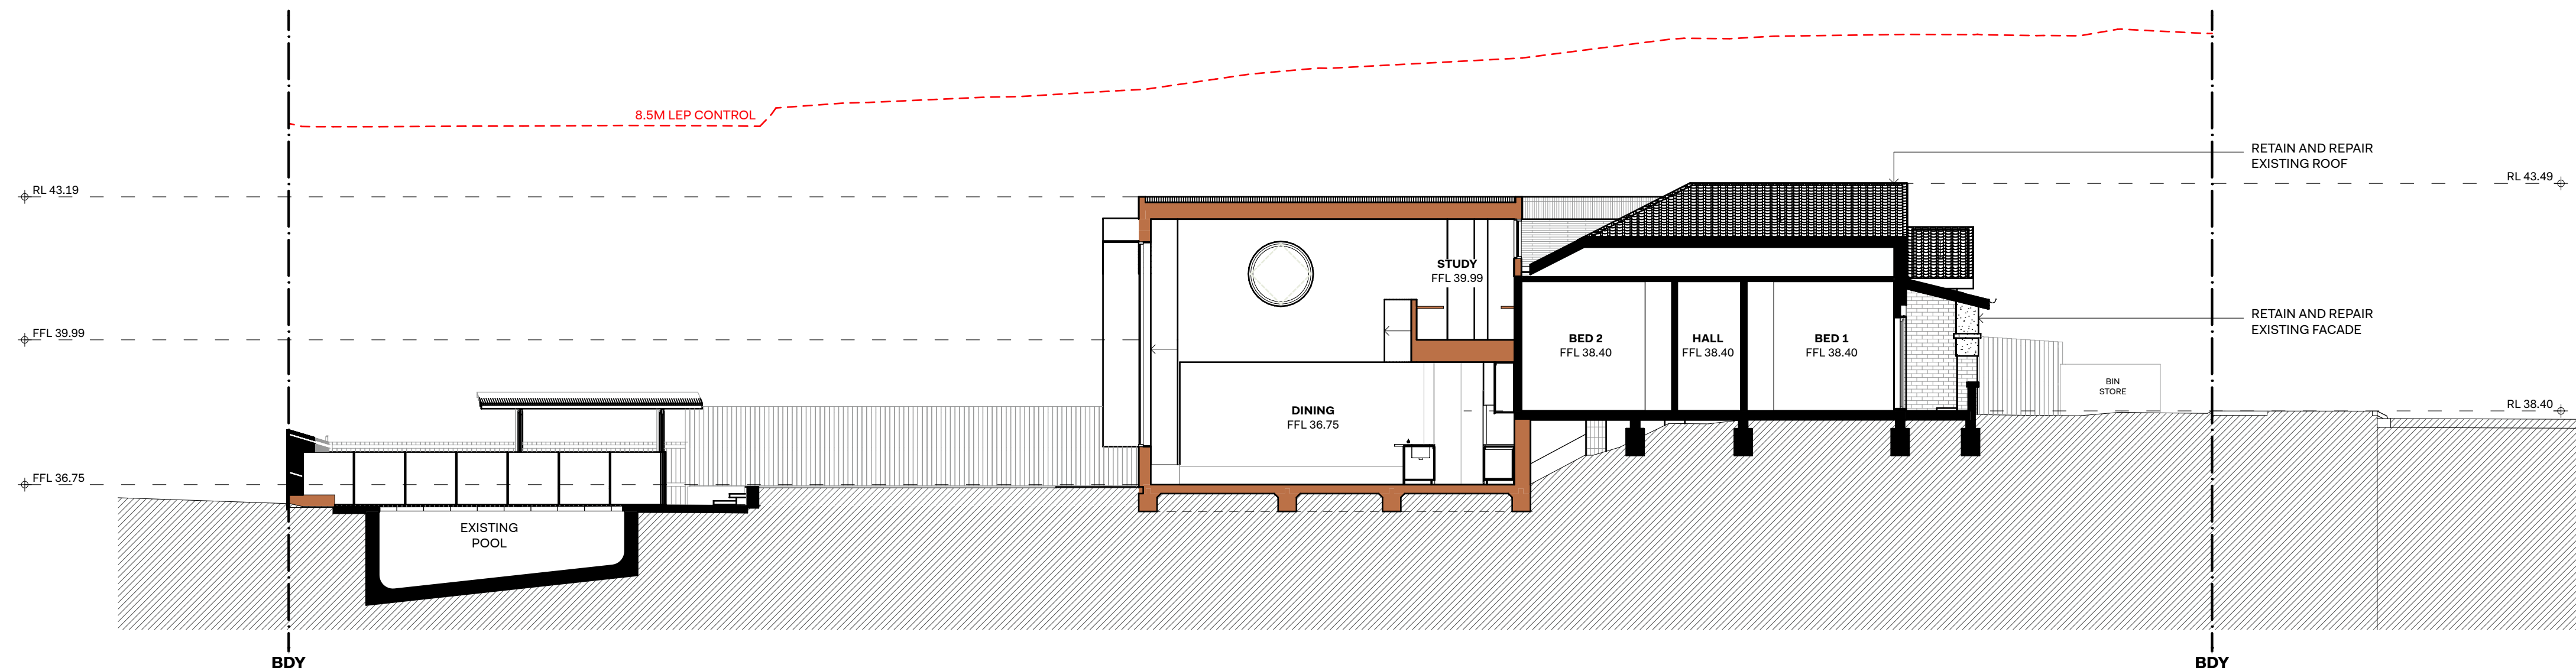 8.5M LEP CONTROL
RETAIN AND REPAIR
EXISTING ROOF
RL 43.19
RL 43.49
STUDY
FFL 39.99
RETAIN AND REPAIR
EXISTING FACADE
FFL 39.99
BED 2
FFL 38.40
HALL
FFL 38.40
BED 1
FFL 38.40
BIN
STORE
DINING
FFL 36.75
RL 38.40
FFL 36.75
EXISTING
POOL
BDY
BDY